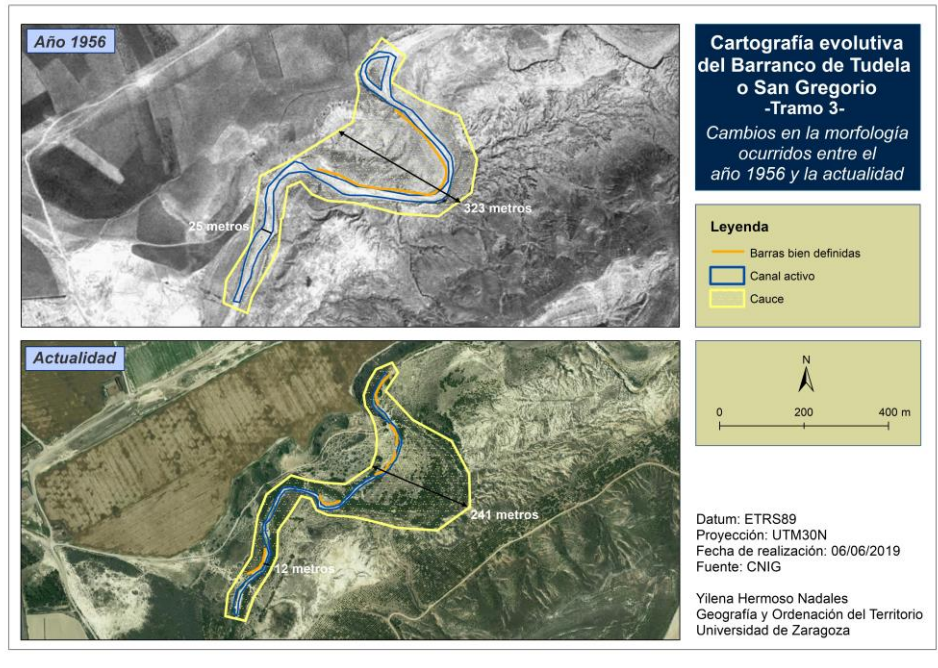 Año 1956
25 metros
323 metros
Actualidad
241 metros
12 metros
Cartografía evolutiva
del Barranco de Tudela
o San Gregorio
-Tramo 3-
Cambios en la morfología
ocurridos entre el
año 1956 y la actualidad
Leyenda
Barras bien definidas
Canal activo
Cauce
N
0 200 400 m
Datum: ETRS89
Proyección: UTM30N
Fecha de realización: 06/06/2019
Fuente: CNIG
Yilena Hermoso Nadales
Geografía y Ordenación del Territorio
Universidad de Zaragoza